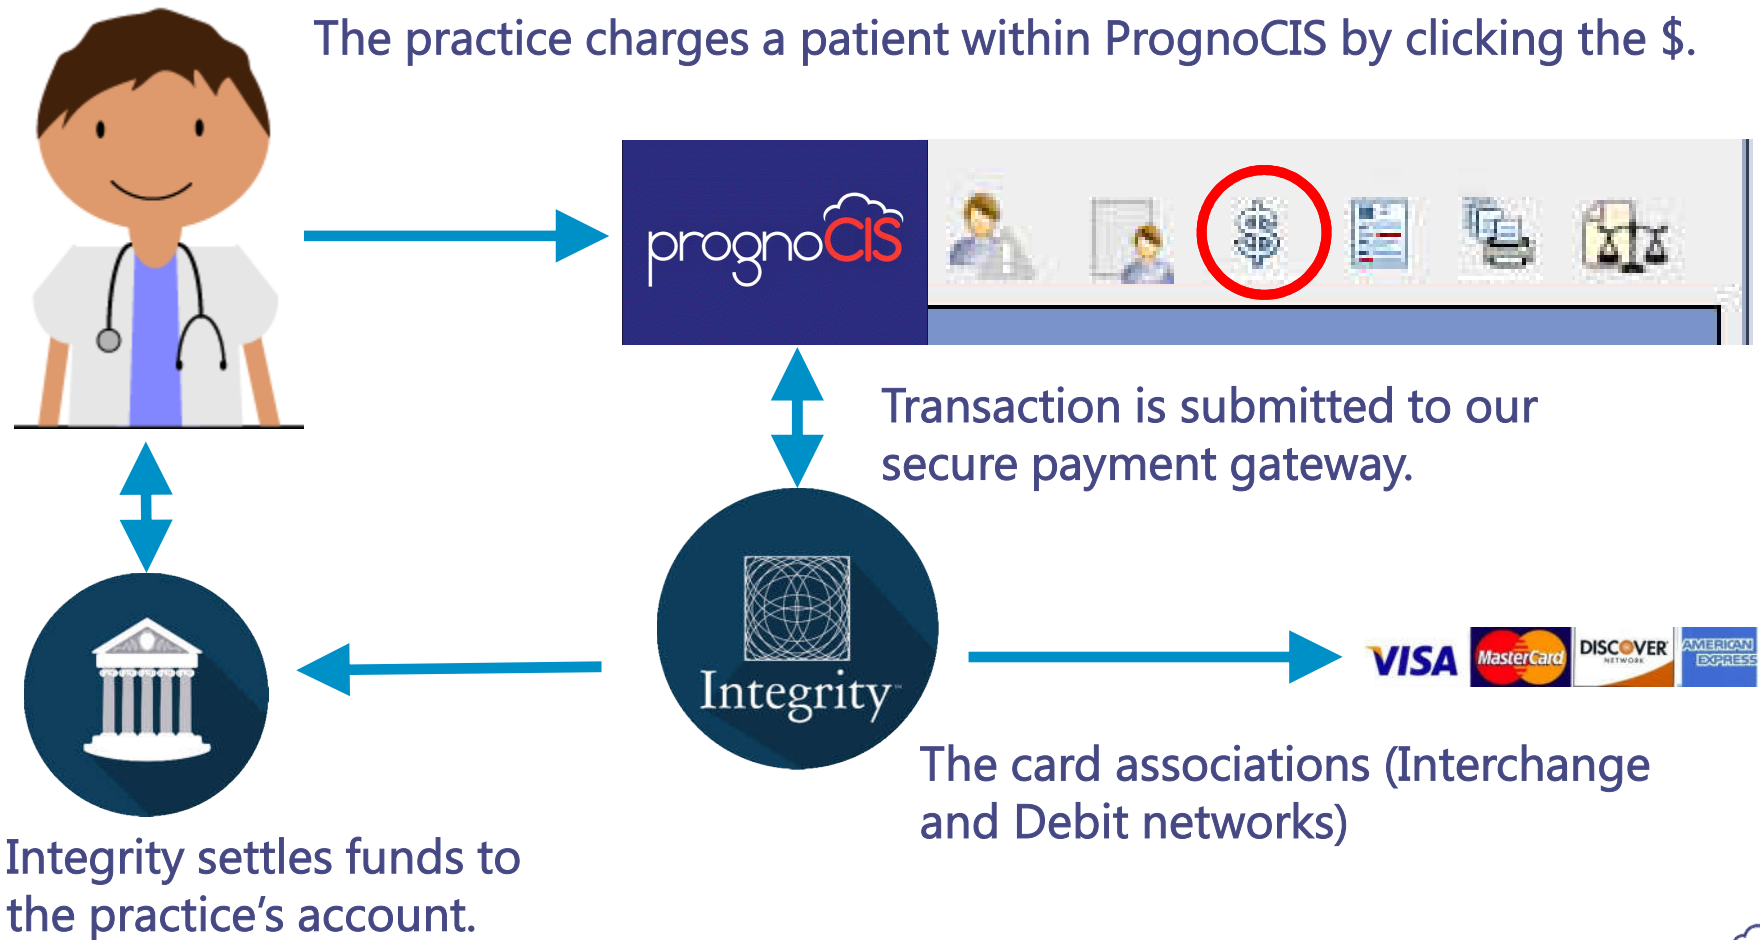 The practice charges a patient within PrognoCIS by clicking the $.
prognoCIS
Transaction is submitted to our
secure payment gateway.
Integrity
VISA
MasterCard
DISCOVER
NETWORK
AMERICAN
EXPRESS
The card associations (Interchange
and Debit networks)
Integrity settles funds to
the practice's account.